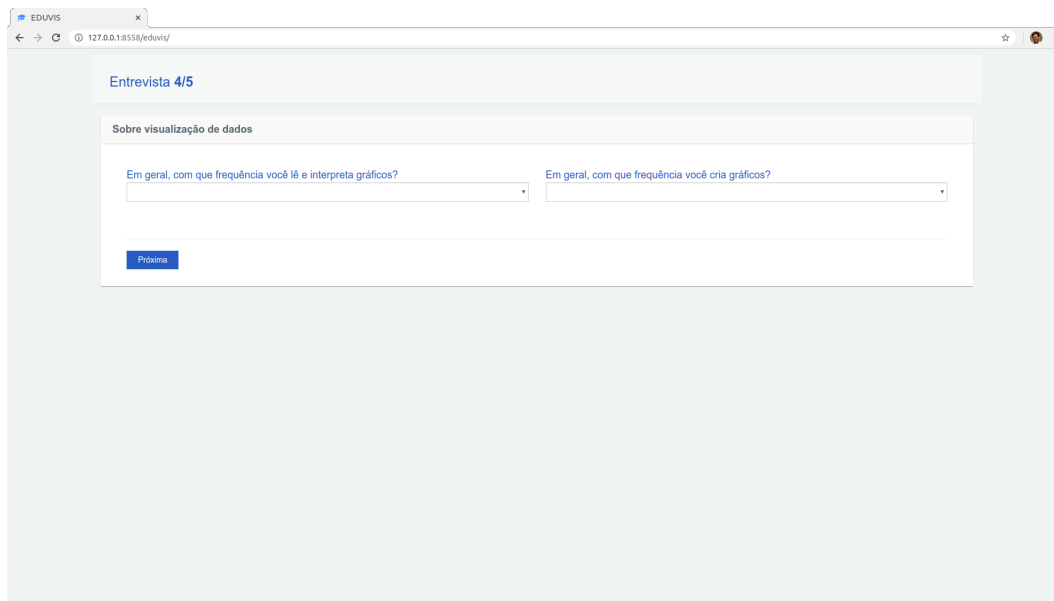 EDUVIS
127.0.0.1:8558/eduvis/
Entrevista 4/5
Sobre visualização de dados
Em geral, com que frequência você lê e interpreta gráficos?
Em geral, com que frequência você cria gráficos?
Próxima